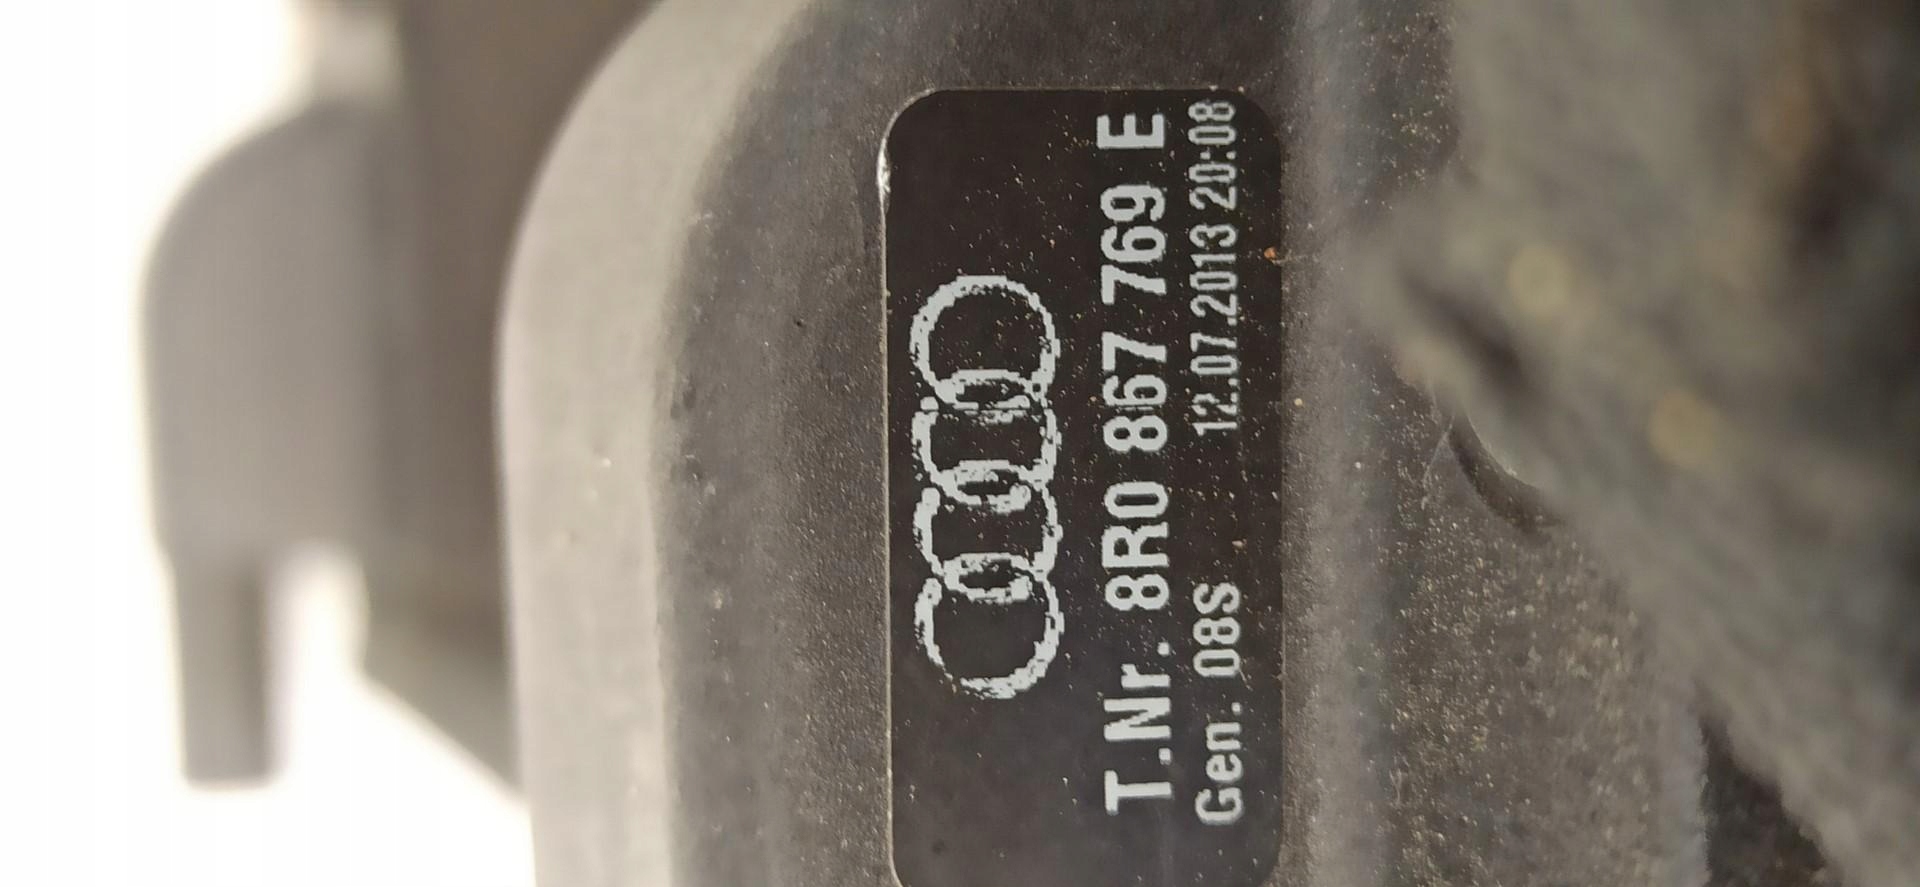 T.Nr. 8R0 867 769 E
Gen. 08S 12.07.2013 20:08